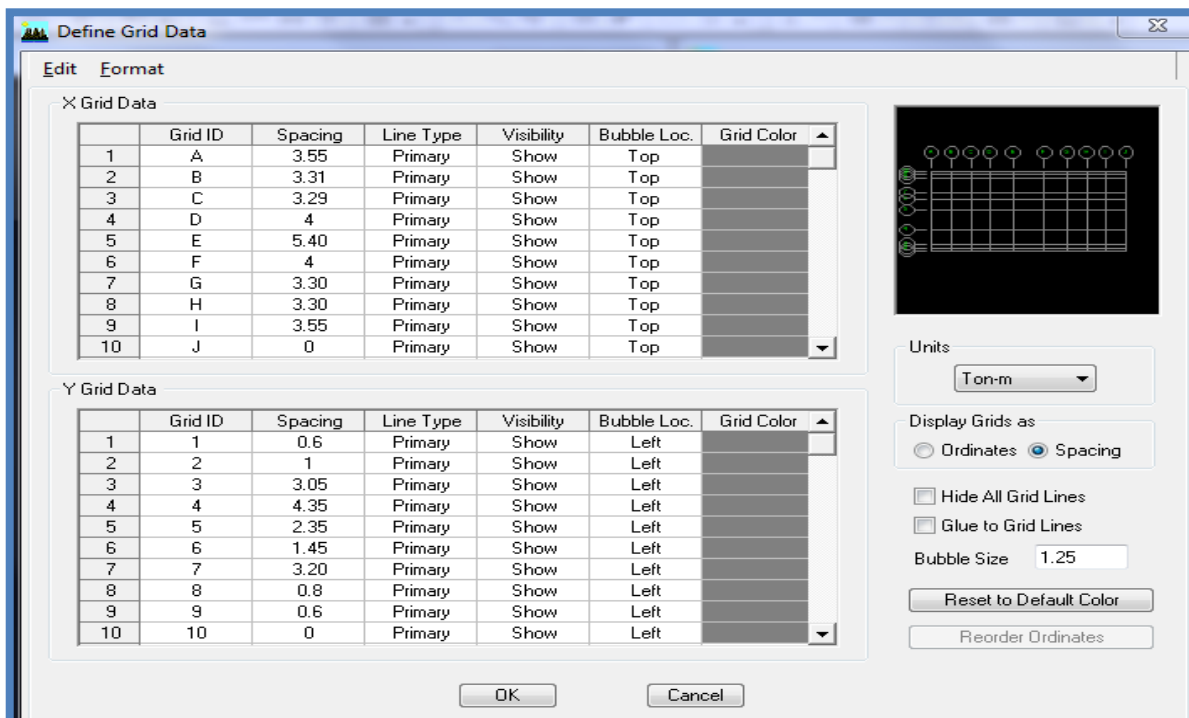 Define Grid Data
Edit Format
X Grid Data
Grid ID Spacing Line Type Visibility Bubble Loc. Grid Color
1 A 3.55 Primary Show Top
2 B 3.31 Primary Show Top
3 C 3.29 Primary Show Top
4 D 4 Primary Show Top
5 E 5.40 Primary Show Top
6 F 4 Primary Show Top
7 G 3.30 Primary Show Top
8 H 3.30 Primary Show Top
9 I 3.55 Primary Show Top
10 J 0 Primary Show Top
Y Grid Data
Grid ID Spacing Line Type Visibility Bubble Loc. Grid Color
1 1 0.6 Primary Show Left
2 2 1 Primary Show Left
3 3 3.05 Primary Show Left
4 4 4.35 Primary Show Left
5 5 2.35 Primary Show Left
6 6 1.45 Primary Show Left
7 7 3.20 Primary Show Left
8 8 0.8 Primary Show Left
9 9 0.6 Primary Show Left
10 10 0 Primary Show Left
Units
Ton-m
Display Grids as
Ordinates Spacing
Hide All Grid Lines
Glue to Grid Lines
Bubble Size 1.25
Reset to Default Color
Reorder Ordinates
OK Cancel